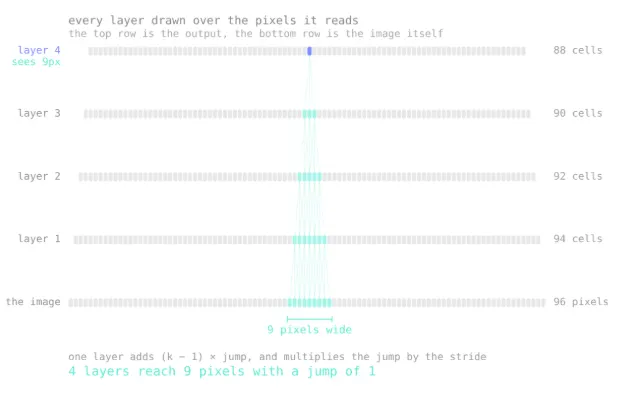 every layer drawn over the pixels it reads
the top row is the output, the bottom row is the image itself
layer 4
88 cells
sees 9px
layer 3
90 cells
layer 2
92 cells
layer 1
94 cells
the image
96 pixels
9 pixels wide
one layer adds (k − 1) × jump, and multiplies the jump by the stride
4 layers reach 9 pixels with a jump of 1